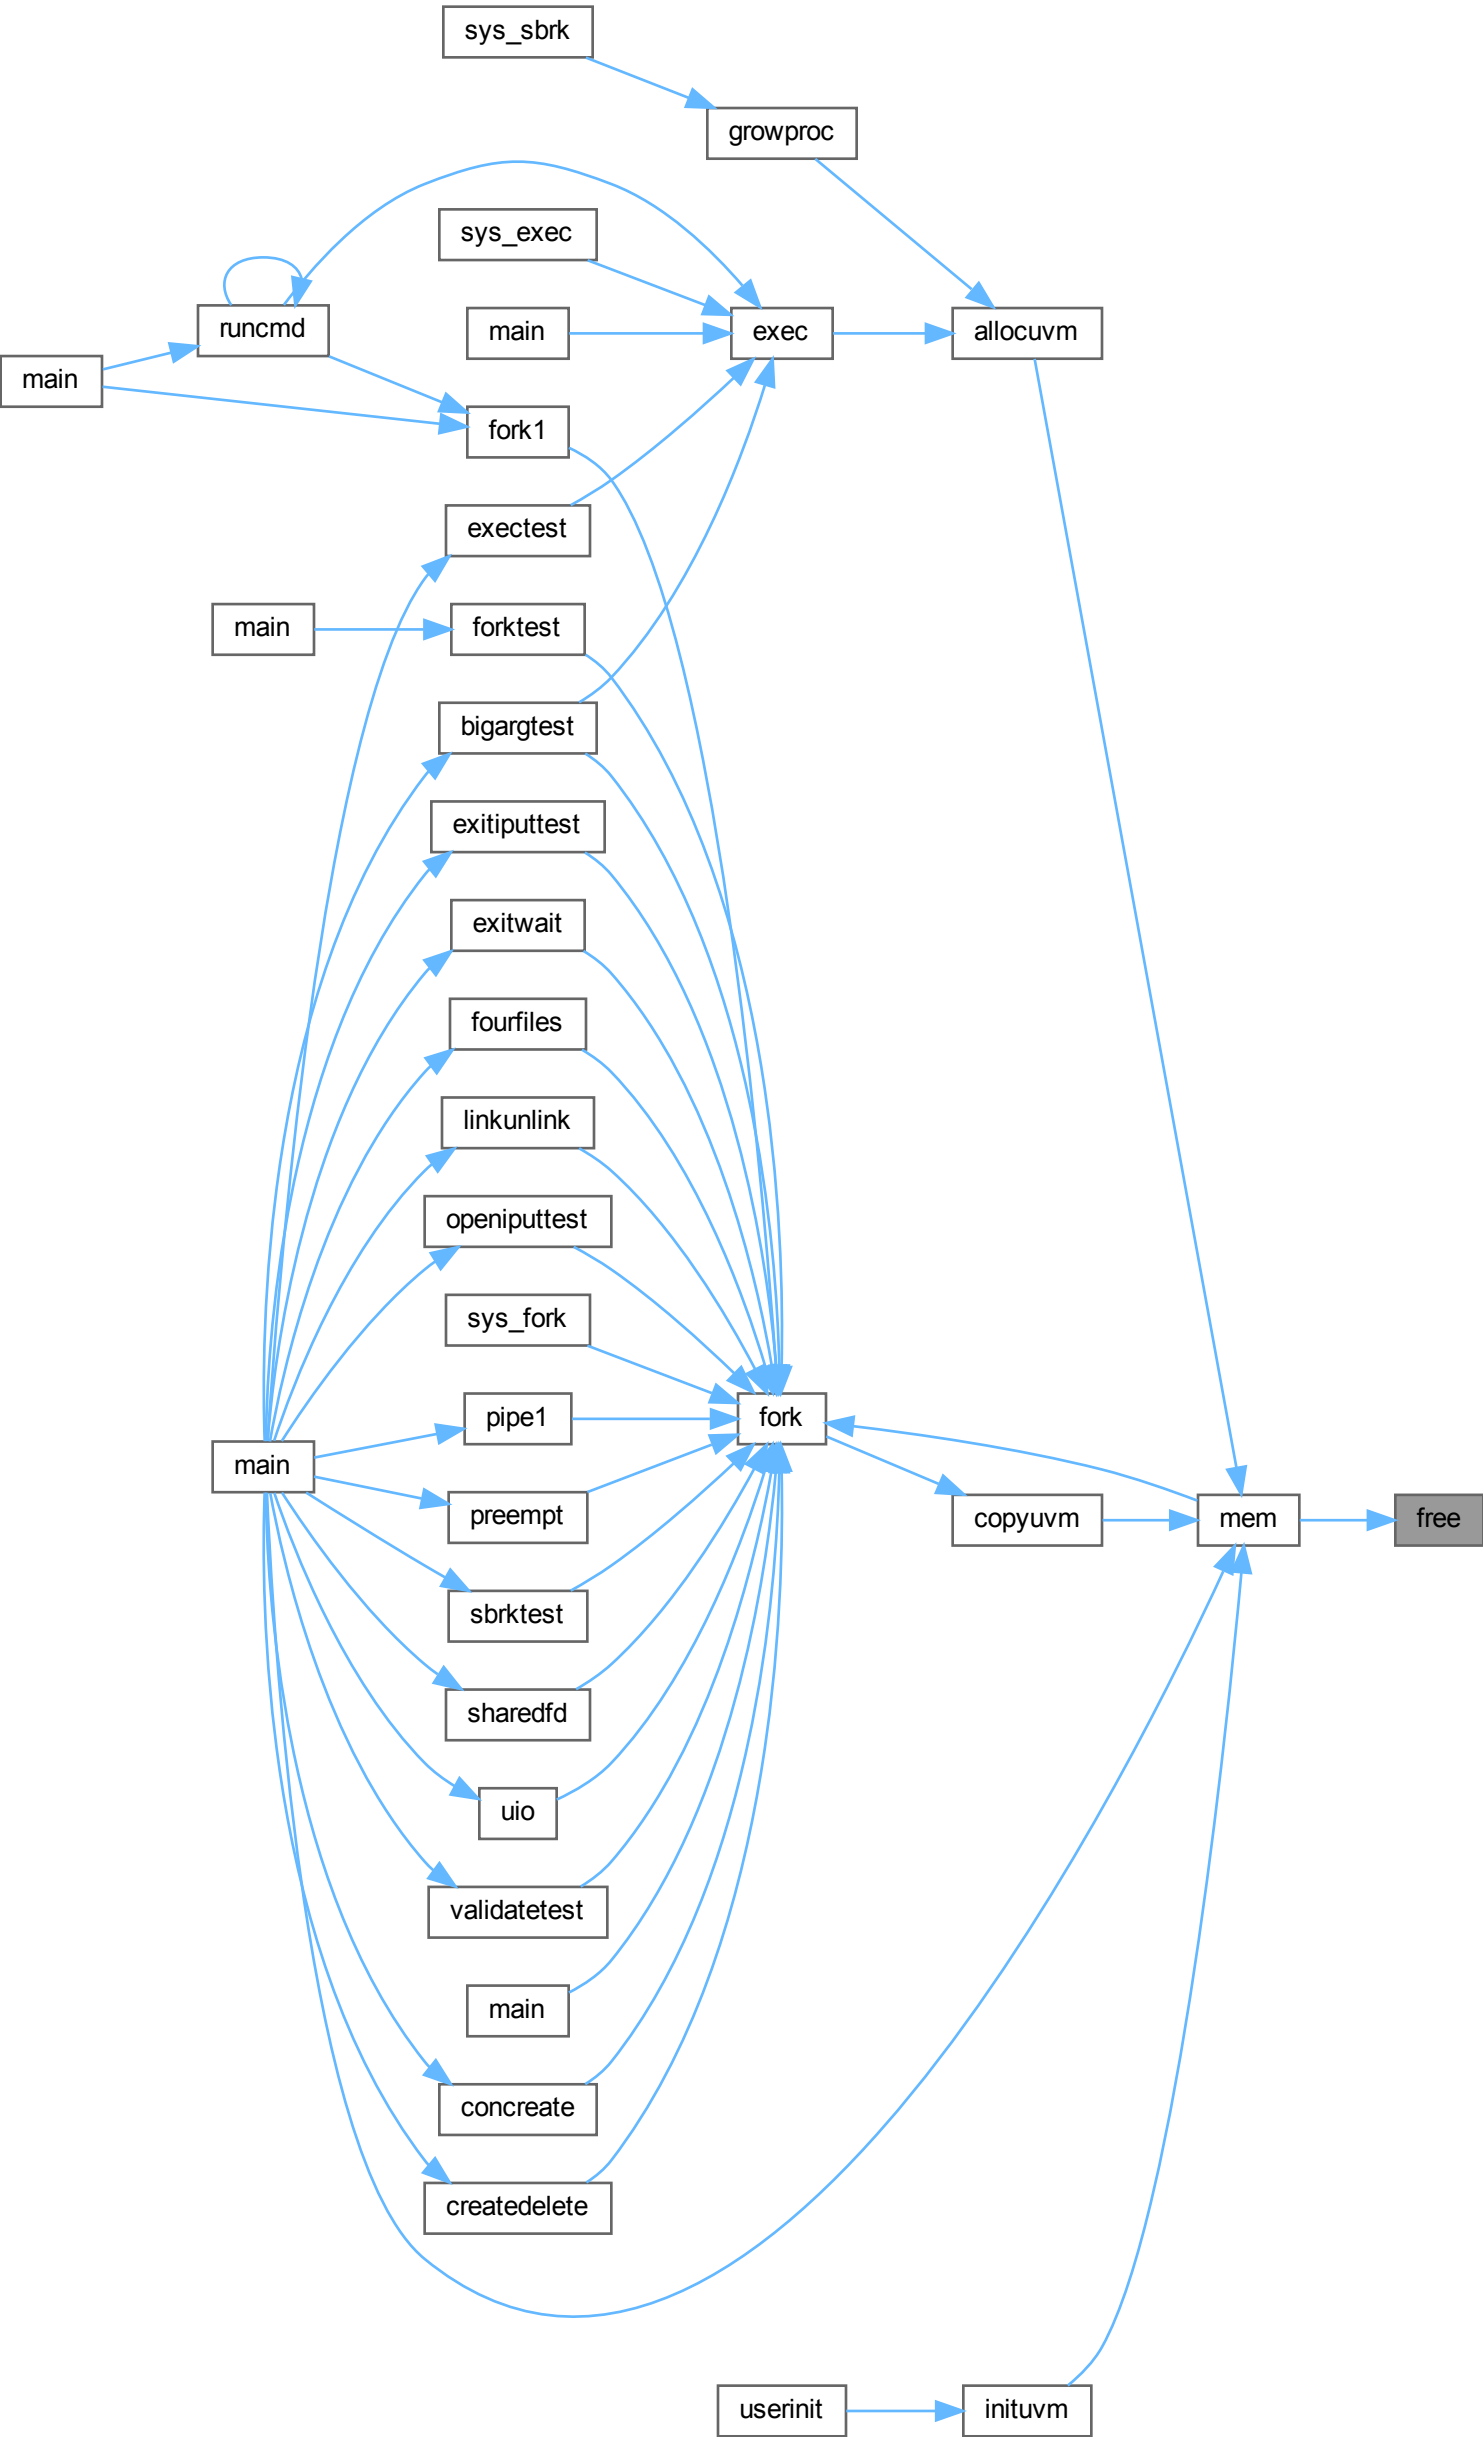 sys_sbrk
growproc
sys_exec
runcmd
main
exec
allocuvm
main
fork1
exectest
main
forktest
bigargtest
exitiputtest
exitwait
fourfiles
linkunlink
openiputtest
sys_fork
pipe1
fork
main
preempt
copyuvm
mem
free
sbrktest
sharedfd
uio
validatetest
main
concreate
createdelete
userinit
inituvm